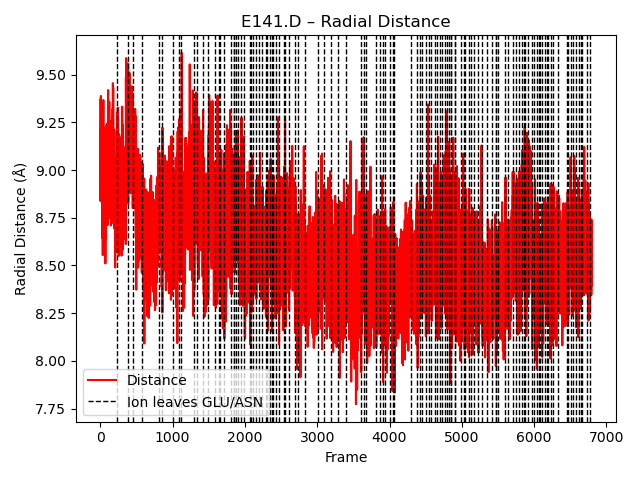 E141.D – Radial Distance
Radial Distance (Å)
9.50
9.25
9.00
8.75
8.50
8.25
8.00
7.75
Distance
Ion leaves GLU/ASN
0 1000 2000 3000 4000 5000 6000 7000
Frame